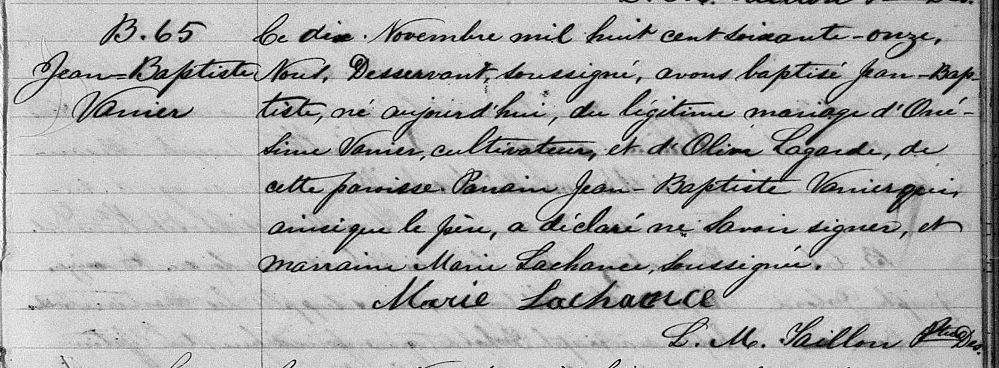 B. 65
Jean-Baptiste
Vanier
Ce dix Novembre mil huit cent soixante-onze,
Nous, Desservant, soussigné, avons baptisé Jean-Bap-
tiste, né aujourd'hui, du légitime mariage d'Oné-
sime Vanier, cultivateur, et d'Olive Lagarde, de
cette paroisse. Parrain Jean-Baptiste Vanier qui,
ainsi que le père, a déclaré ne savoir signer, et
marraine Marie Lachance, soussignée.
Marie Lachance
L. M. Taillon Ptre Des.